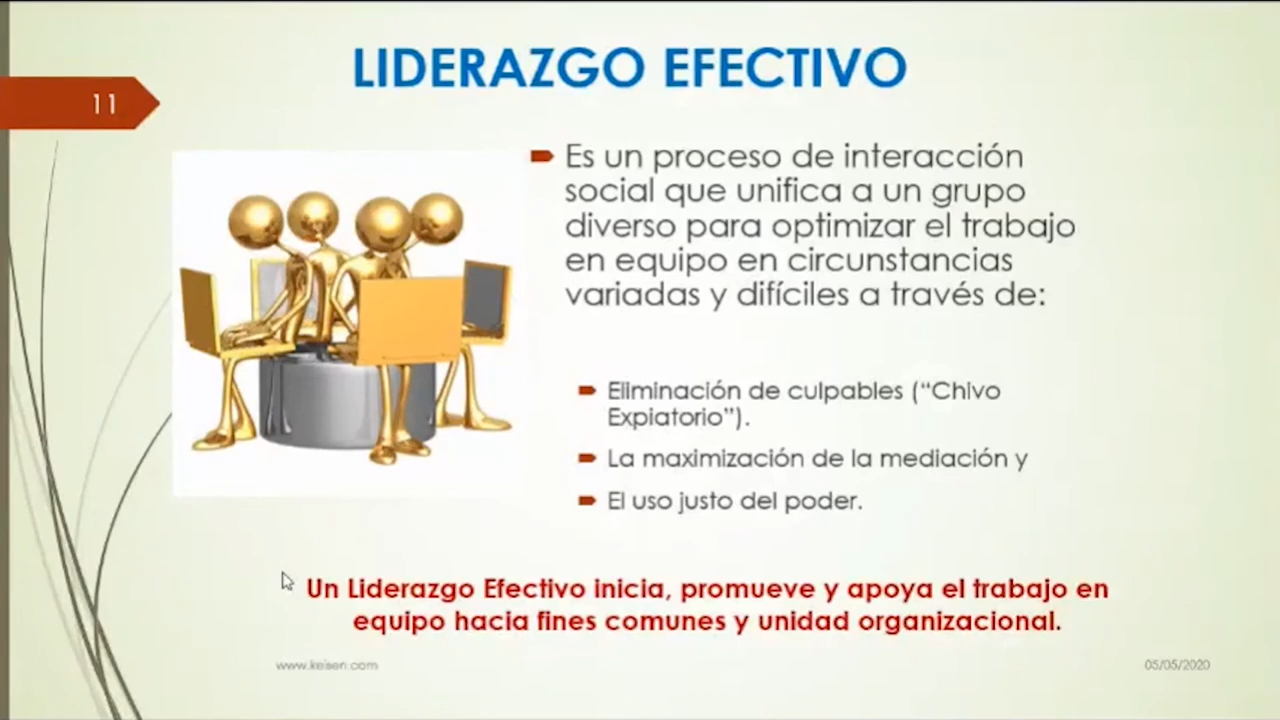 LIDERAZGO EFECTIVO
11
Es un proceso de interacción
social que unifica a un grupo
diverso para optimizar el trabajo
en equipo en circunstancias
variadas y difíciles a través de:
Eliminación de culpables (“Chivo
Expiatorio”).
La maximización de la mediación y
El uso justo del poder.
Un Liderazgo Efectivo inicia, promueve y apoya el trabajo en
equipo hacia fines comunes y unidad organizacional.
www.keisen.com
05/05/2020